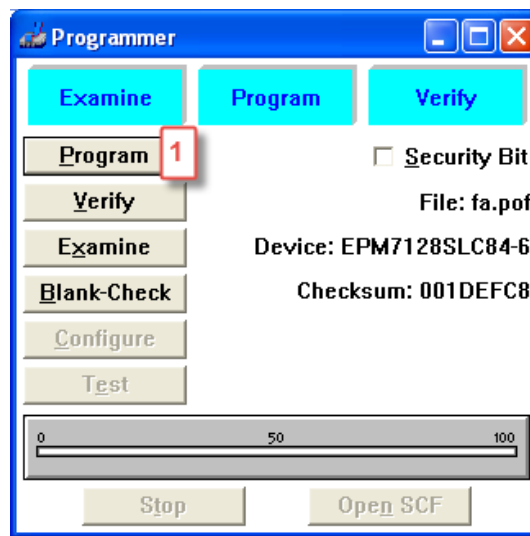 Programmer
Examine Program Verify
Program 1 Security Bit
Verify File: fa.pof
Examine Device: EPM7128SLC84-6
Blank-Check Checksum: 001DEFC8
Configure
Test
0 50 100
Stop Open SCF